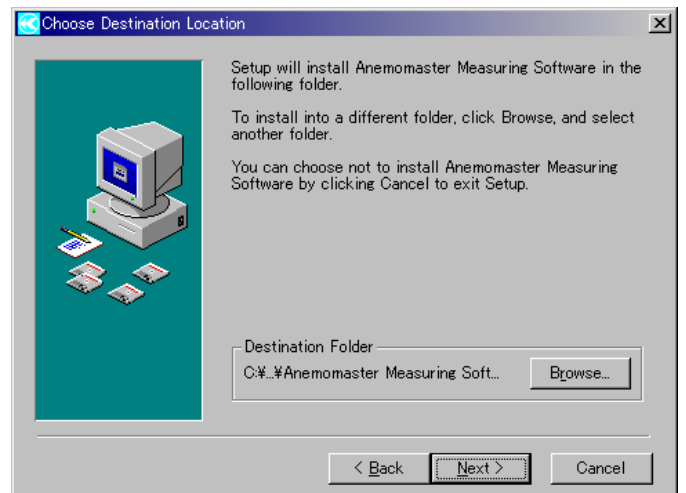 Choose Destination Location
Setup will install Anemomaster Measuring Software in the
following folder.
To install into a different folder, click Browse, and select
another folder.
You can choose not to install Anemomaster Measuring
Software by clicking Cancel to exit Setup.
Destination Folder
C:¥...¥Anemomaster Measuring Soft...
Browse...
< Back
Next >
Cancel